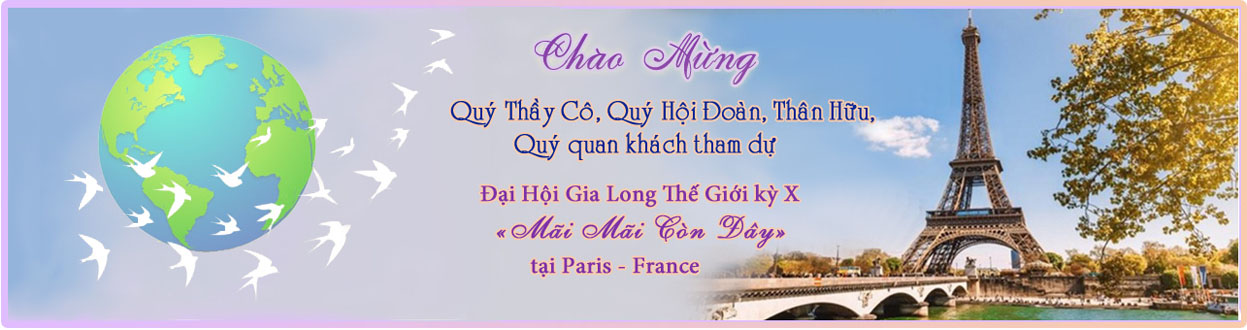 Chào Mừng
Quý Thầy Cô, Quý Hội Đoàn, Thân Hữu,
Quý quan khách tham dự
Đại Hội Gia Long Thế Giới kỳ X
« Mãi Mãi Còn Đây»
tại Paris - France